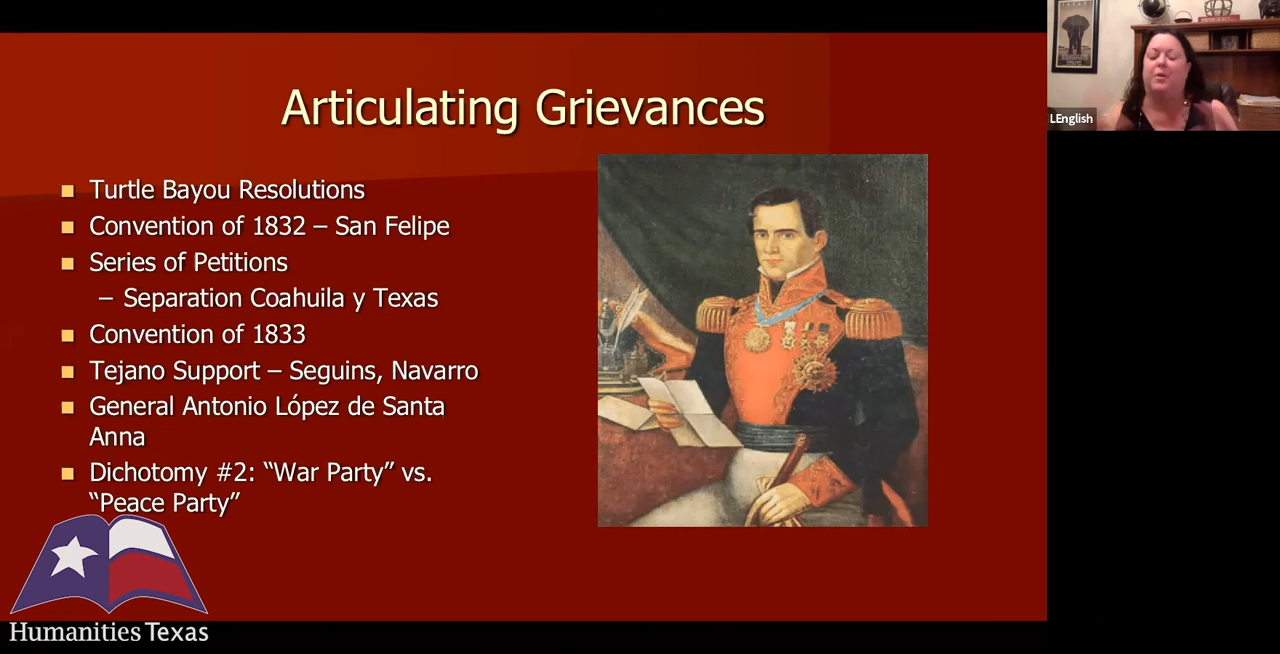 Articulating Grievances
Turtle Bayou Resolutions
Convention of 1832 – San Felipe
Series of Petitions
– Separation Coahuila y Texas
Convention of 1833
Tejano Support – Seguins, Navarro
General Antonio López de Santa
Anna
Dichotomy #2: “War Party” vs.
“Peace Party”
Humanities Texas
LEnglish